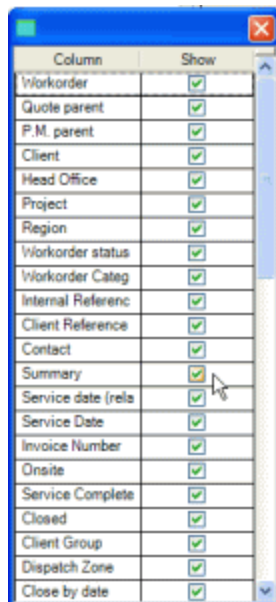 Column Show
Workorder
Quote parent
P.M. parent
Client
Head Office
Project
Region
Workorder status
Workorder Categ
Internal Referenc
Client Reference
Contact
Summary
Service date (rela
Service Date
Invoice Number
Onsite
Service Complete
Closed
Client Group
Dispatch Zone
Close by date